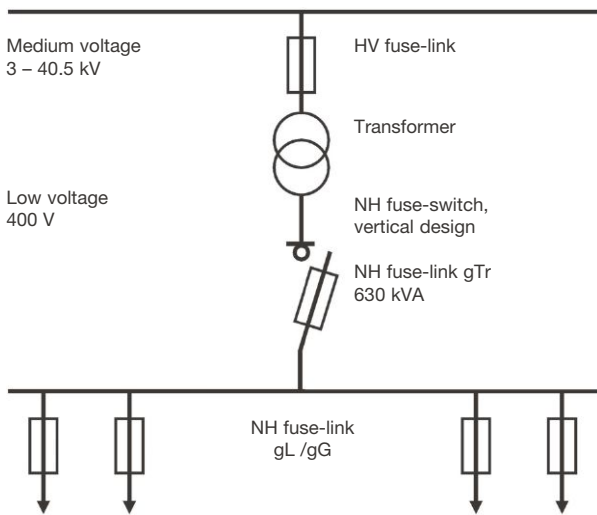 Medium voltage
3 – 40.5 kV
HV fuse-link
Transformer
Low voltage
400 V
NH fuse-switch,
vertical design
NH fuse-link gTr
630 kVA
NH fuse-link
gL /gG